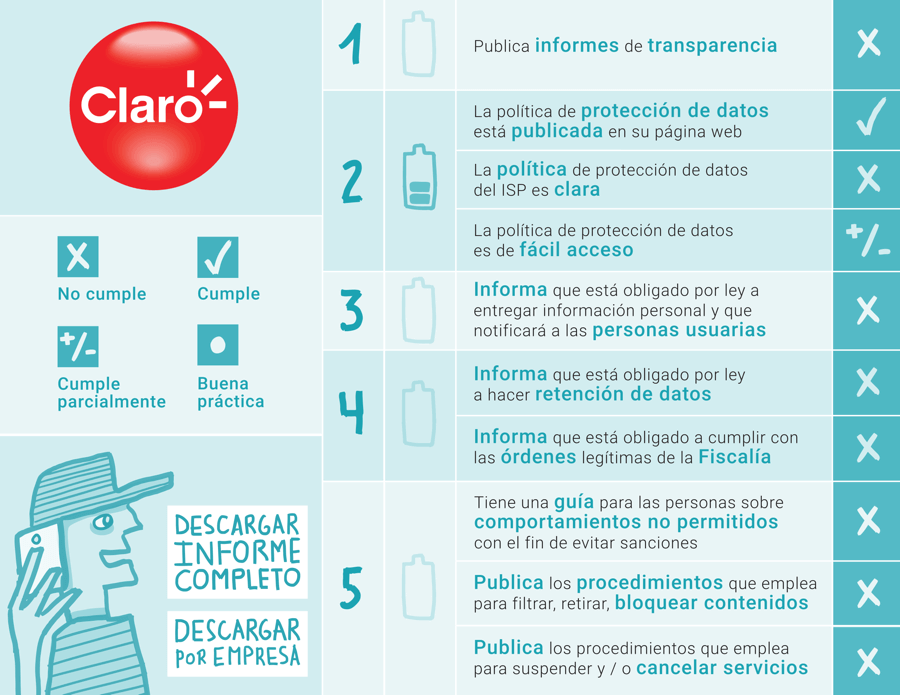 Claro
No cumple
Cumple
Cumple
parcialmente
Buena
práctica
DESCARGAR
INFORME
COMPLETO
DESCARGAR
POR EMPRESA
1
Publica informes de transparencia
2
La política de protección de datos
está publicada en su página web
La política de protección de datos
del ISP es clara
La política de protección de datos
es de fácil acceso
+/-
3
Informa que está obligado por ley a
entregar información personal y que
notificará a las personas usuarias
4
Informa que está obligado por ley
a hacer retención de datos
Informa que está obligado a cumplir con
las órdenes legítimas de la Fiscalía
5
Tiene una guía para las personas sobre
comportamientos no permitidos
con el fin de evitar sanciones
Publica los procedimientos que emplea
para filtrar, retirar, bloquear contenidos
Publica los procedimientos que emplea
para suspender y / o cancelar servicios